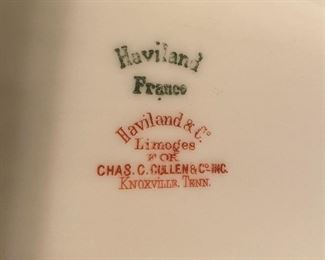 Haviland
France
Haviland & Co
Limoges
FOR
CHAS. C. CULLEN & CO. INC.
KNOXVILLE, TENN.